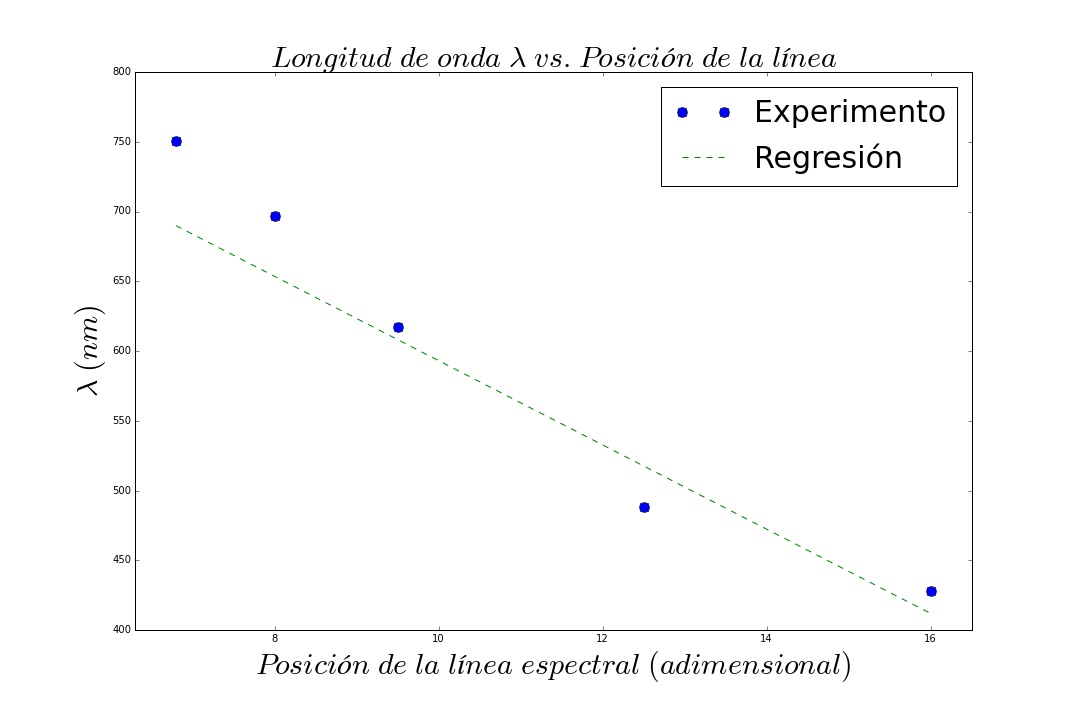 Longitud de onda λ vs. Posición de la línea
800
750
700
650
600
550
500
450
400
λ (nm)
Experimento
Regresión
8
10
12
14
16
Posición de la línea espectral (adimensional)